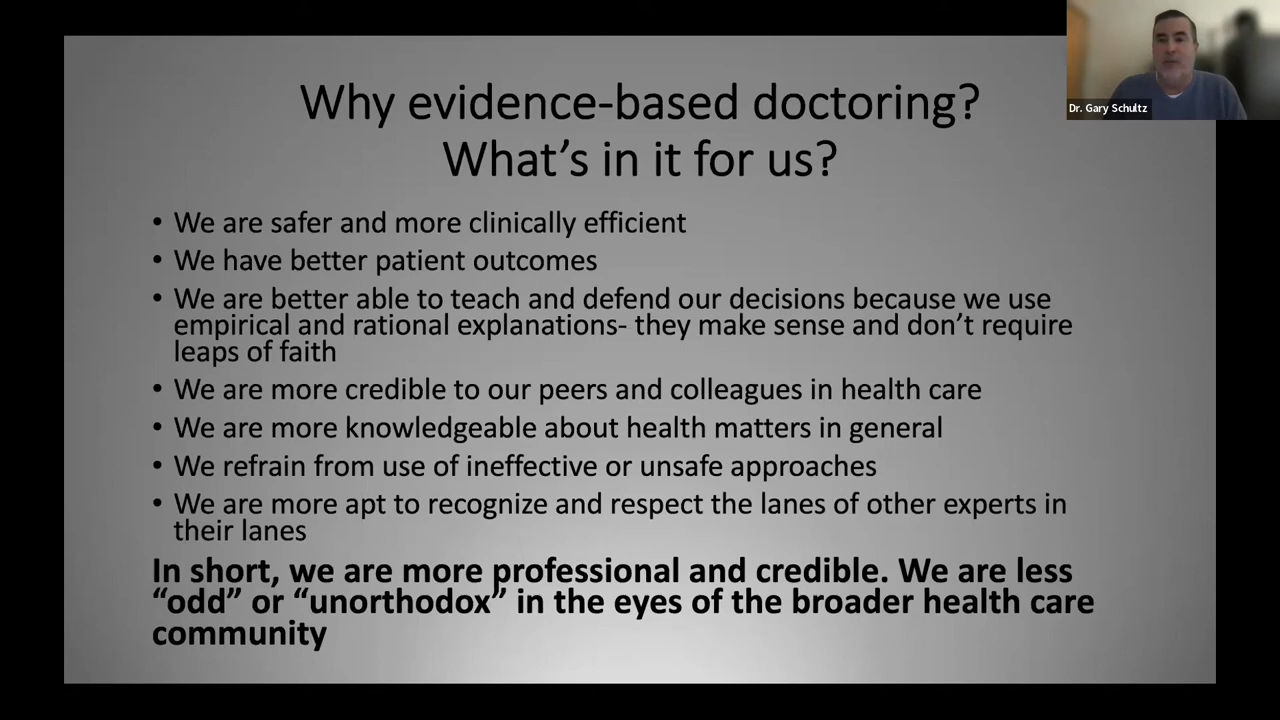 Why evidence-based doctoring?
What's in it for us?
• We are safer and more clinically efficient
• We have better patient outcomes
• We are better able to teach and defend our decisions because we use
empirical and rational explanations- they make sense and don't require
leaps of faith
• We are more credible to our peers and colleagues in health care
• We are more knowledgeable about health matters in general
• We refrain from use of ineffective or unsafe approaches
• We are more apt to recognize and respect the lanes of other experts in
their lanes
In short, we are more professional and credible. We are less
“odd” or “unorthodox” in the eyes of the broader health care
community
Dr. Gary Schultz